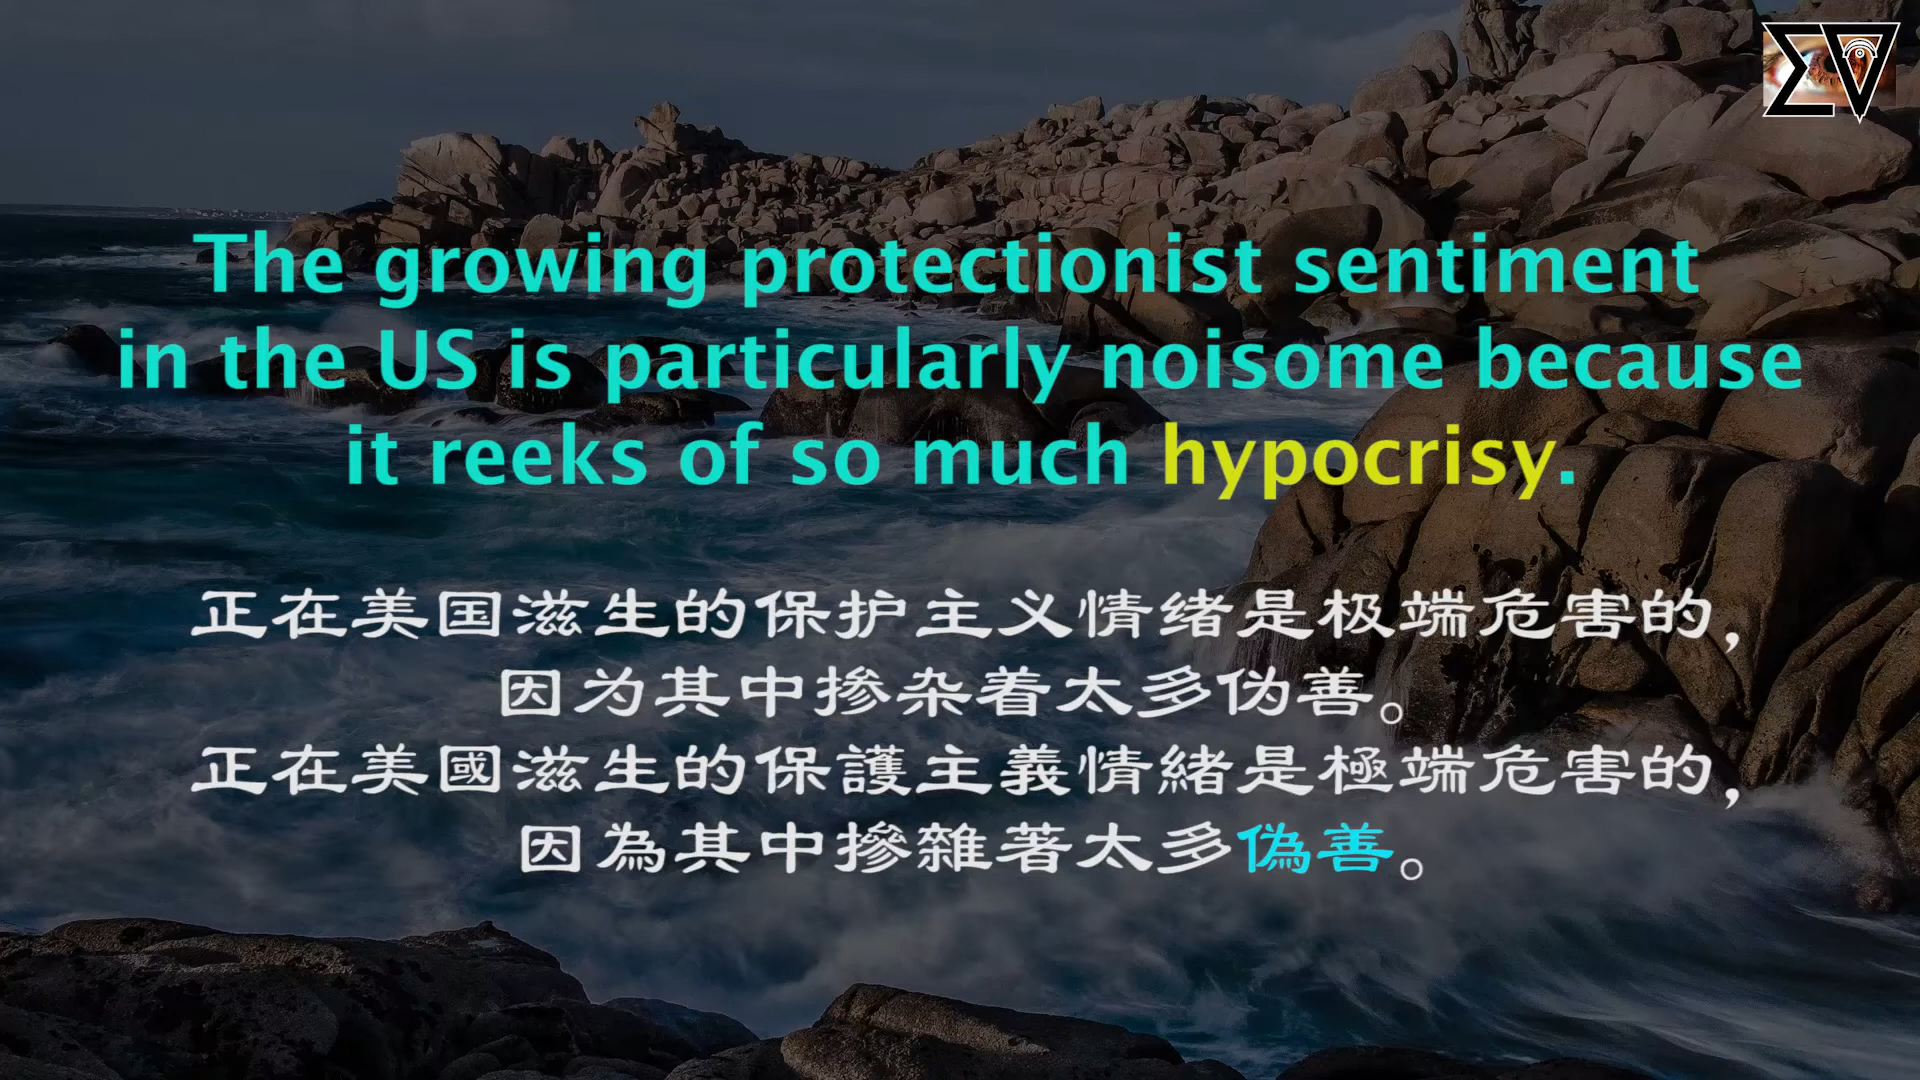 The growing protectionist sentiment
in the US is particularly noisome because
it reeks of so much hypocrisy.
正在美国滋生的保护主义情绪是极端危害的,
因为其中掺杂着太多伪善。
正在美國滋生的保護主義情緒是極端危害的,
因為其中摻雜著太多偽善。